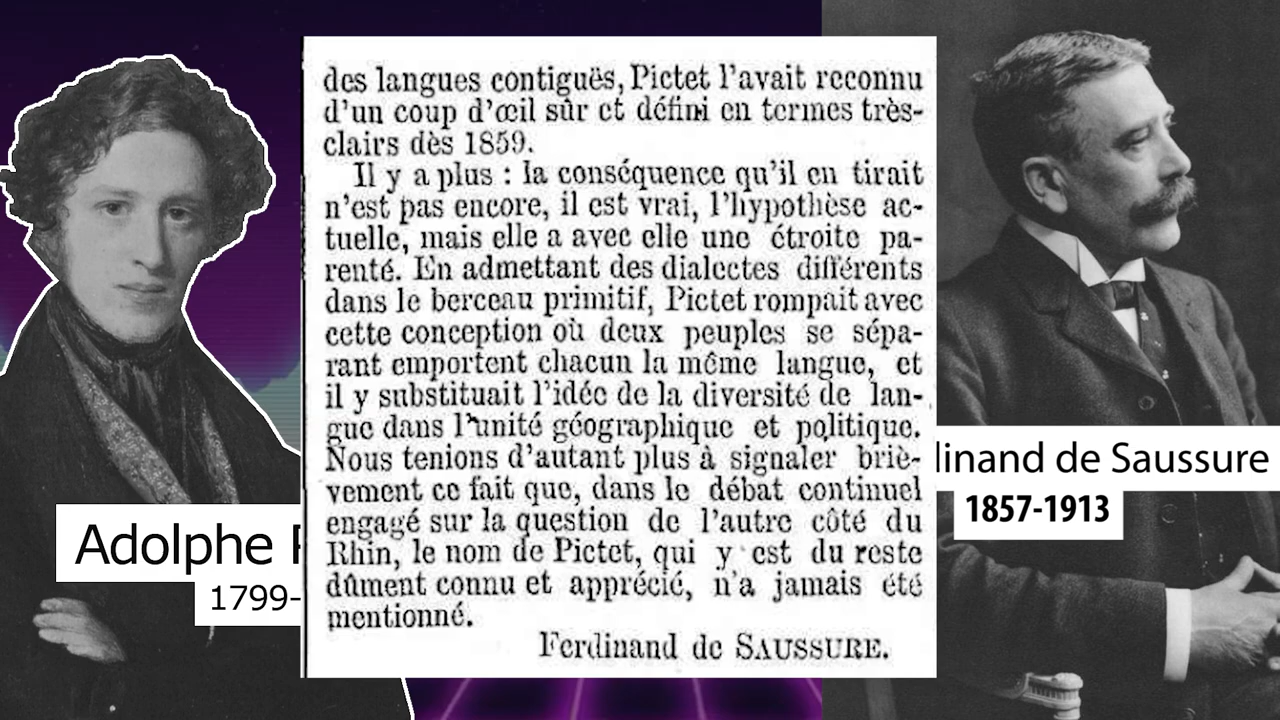 des langues contiguës, Pictet l'avait reconnu
d'un coup d'œil sûr et défini en termes très-
clairs dès 1859.
Il y a plus : la conséquence qu'il en tirait
n'est pas encore, il est vrai, l'hypothèse ac-
tuelle, mais elle a avec elle une étroite pa-
renté. En admettant des dialectes différents
dans le berceau primitif, Pictet rompait avec
cette conception où deux peuples se sépa-
rant emportent chacun la même langue, et
il y substituait l'idée de la diversité de lan-
gue dans l'unité géographique et politique.
Nous tenions d'autant plus à signaler briè-
vement ce fait que, dans le débat continuel
engagé sur la question de l'autre côté du
Rhin, le nom de Pictet, qui y est du reste
dûment connu et apprécié, n'a jamais été
mentionné.
Ferdinand de SAUSSURE.
Adolphe
1799-
linand de Saussure
1857-1913